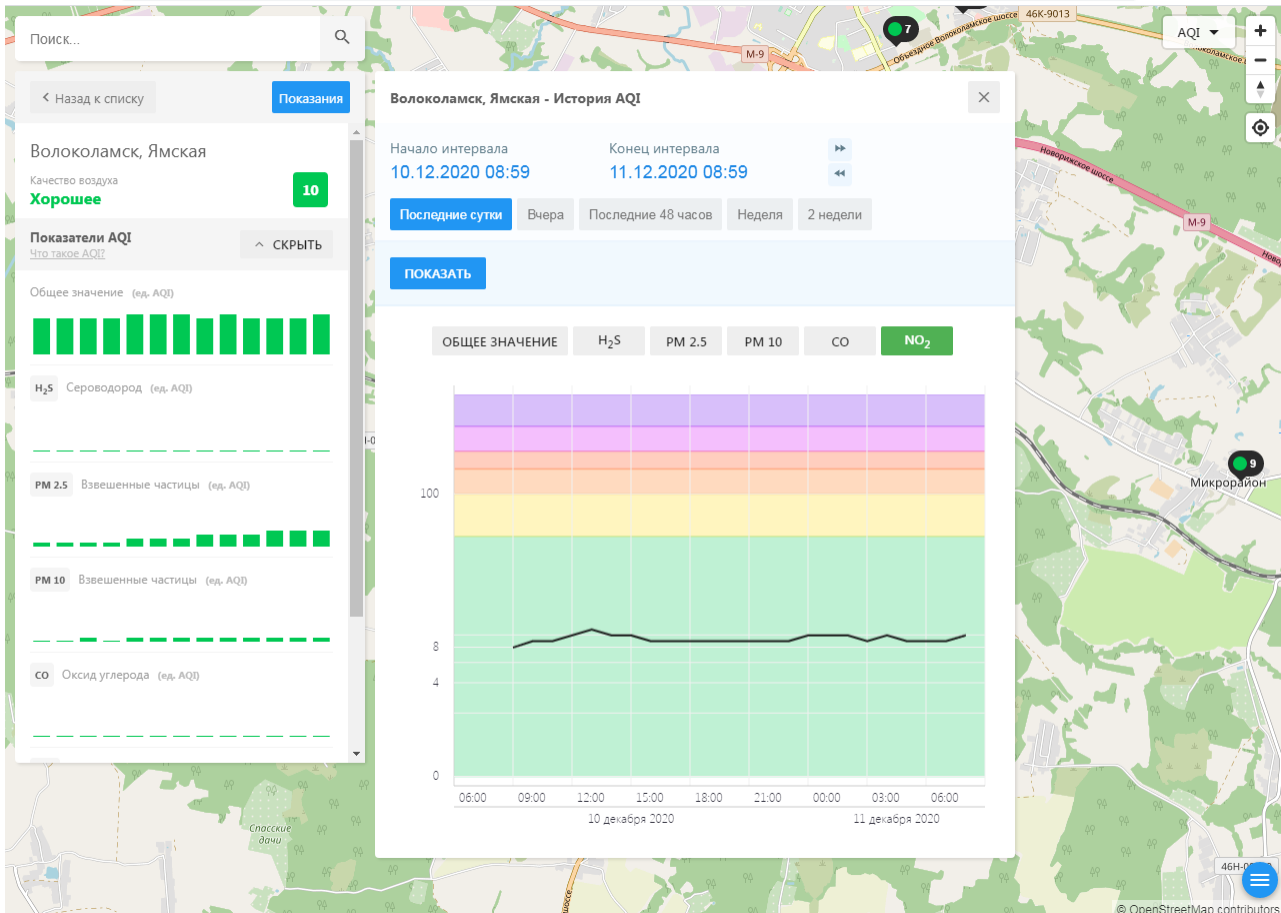 Поиск...
Назад к списку
Показания
Волоколамск, Ямская
Качество воздуха
Хорошее
10
Показатели AQI
Что такое AQI?
СКРЫТЬ
Общее значение (ед. AQI)
H₂S Сероводород (ед. AQI)
PM 2.5 Взвешенные частицы (ед. AQI)
PM 10 Взвешенные частицы (ед. AQI)
CO Оксид углерода (ед. AQI)
Волоколамск, Ямская - История AQI
Начало интервала
10.12.2020 08:59
Конец интервала
11.12.2020 08:59
Последние сутки
Вчера
Последние 48 часов
Неделя
2 недели
ПОКАЗАТЬ
ОБЩЕЕ ЗНАЧЕНИЕ
H₂S
PM 2.5
PM 10
CO
NO₂
100
8
4
0
06:00 09:00 12:00 15:00 18:00 21:00 00:00 03:00 06:00
10 декабря 2020 11 декабря 2020
46К-9013
М-9
7
Объездное Волоколамское шоссе
AQI
Новорижское шоссе
М-9
9
Микрорайон
Спасские
дачи
© OpenStreetMap contributors